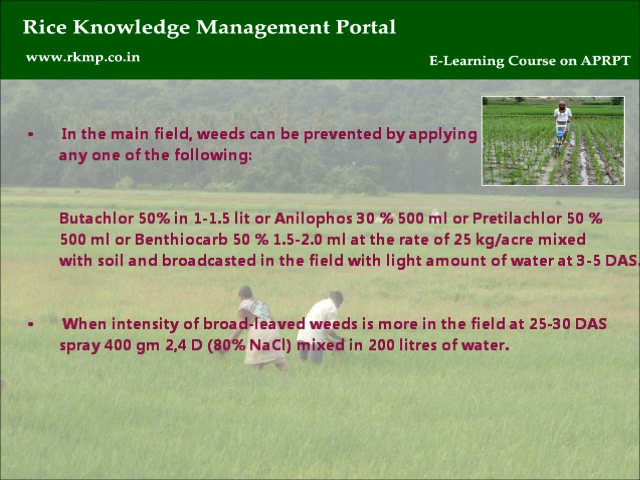 Rice Knowledge Management Portal
www.rkmp.co.in
E-Learning Course on APRPT
• In the main field, weeds can be prevented by applying
any one of the following:
Butachlor 50% in 1-1.5 lit or Anilophos 30 % 500 ml or Pretilachlor 50 %
500 ml or Benthiocarb 50 % 1.5-2.0 ml at the rate of 25 kg/acre mixed
with soil and broadcasted in the field with light amount of water at 3-5 DAS.
• When intensity of broad-leaved weeds is more in the field at 25-30 DAS
spray 400 gm 2,4 D (80% NaCl) mixed in 200 litres of water.